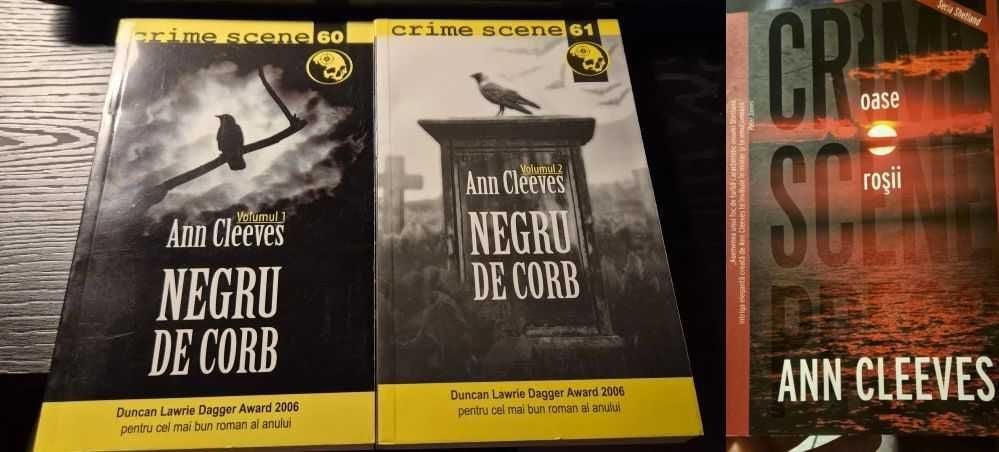 crime scene 60
Volumul 1
Ann Cleeves
NEGRU
DE CORB
Duncan Lawrie Dagger Award 2006
pentru cel mai bun roman al anului
crime scene 61
Volumul 2
Ann Cleeves
NEGRU
DE CORB
Duncan Lawrie Dagger Award 2006
pentru cel mai bun roman al anului
Seria Shetland
CRIME
SCENE
oase
roșii
ANN CLEEVES